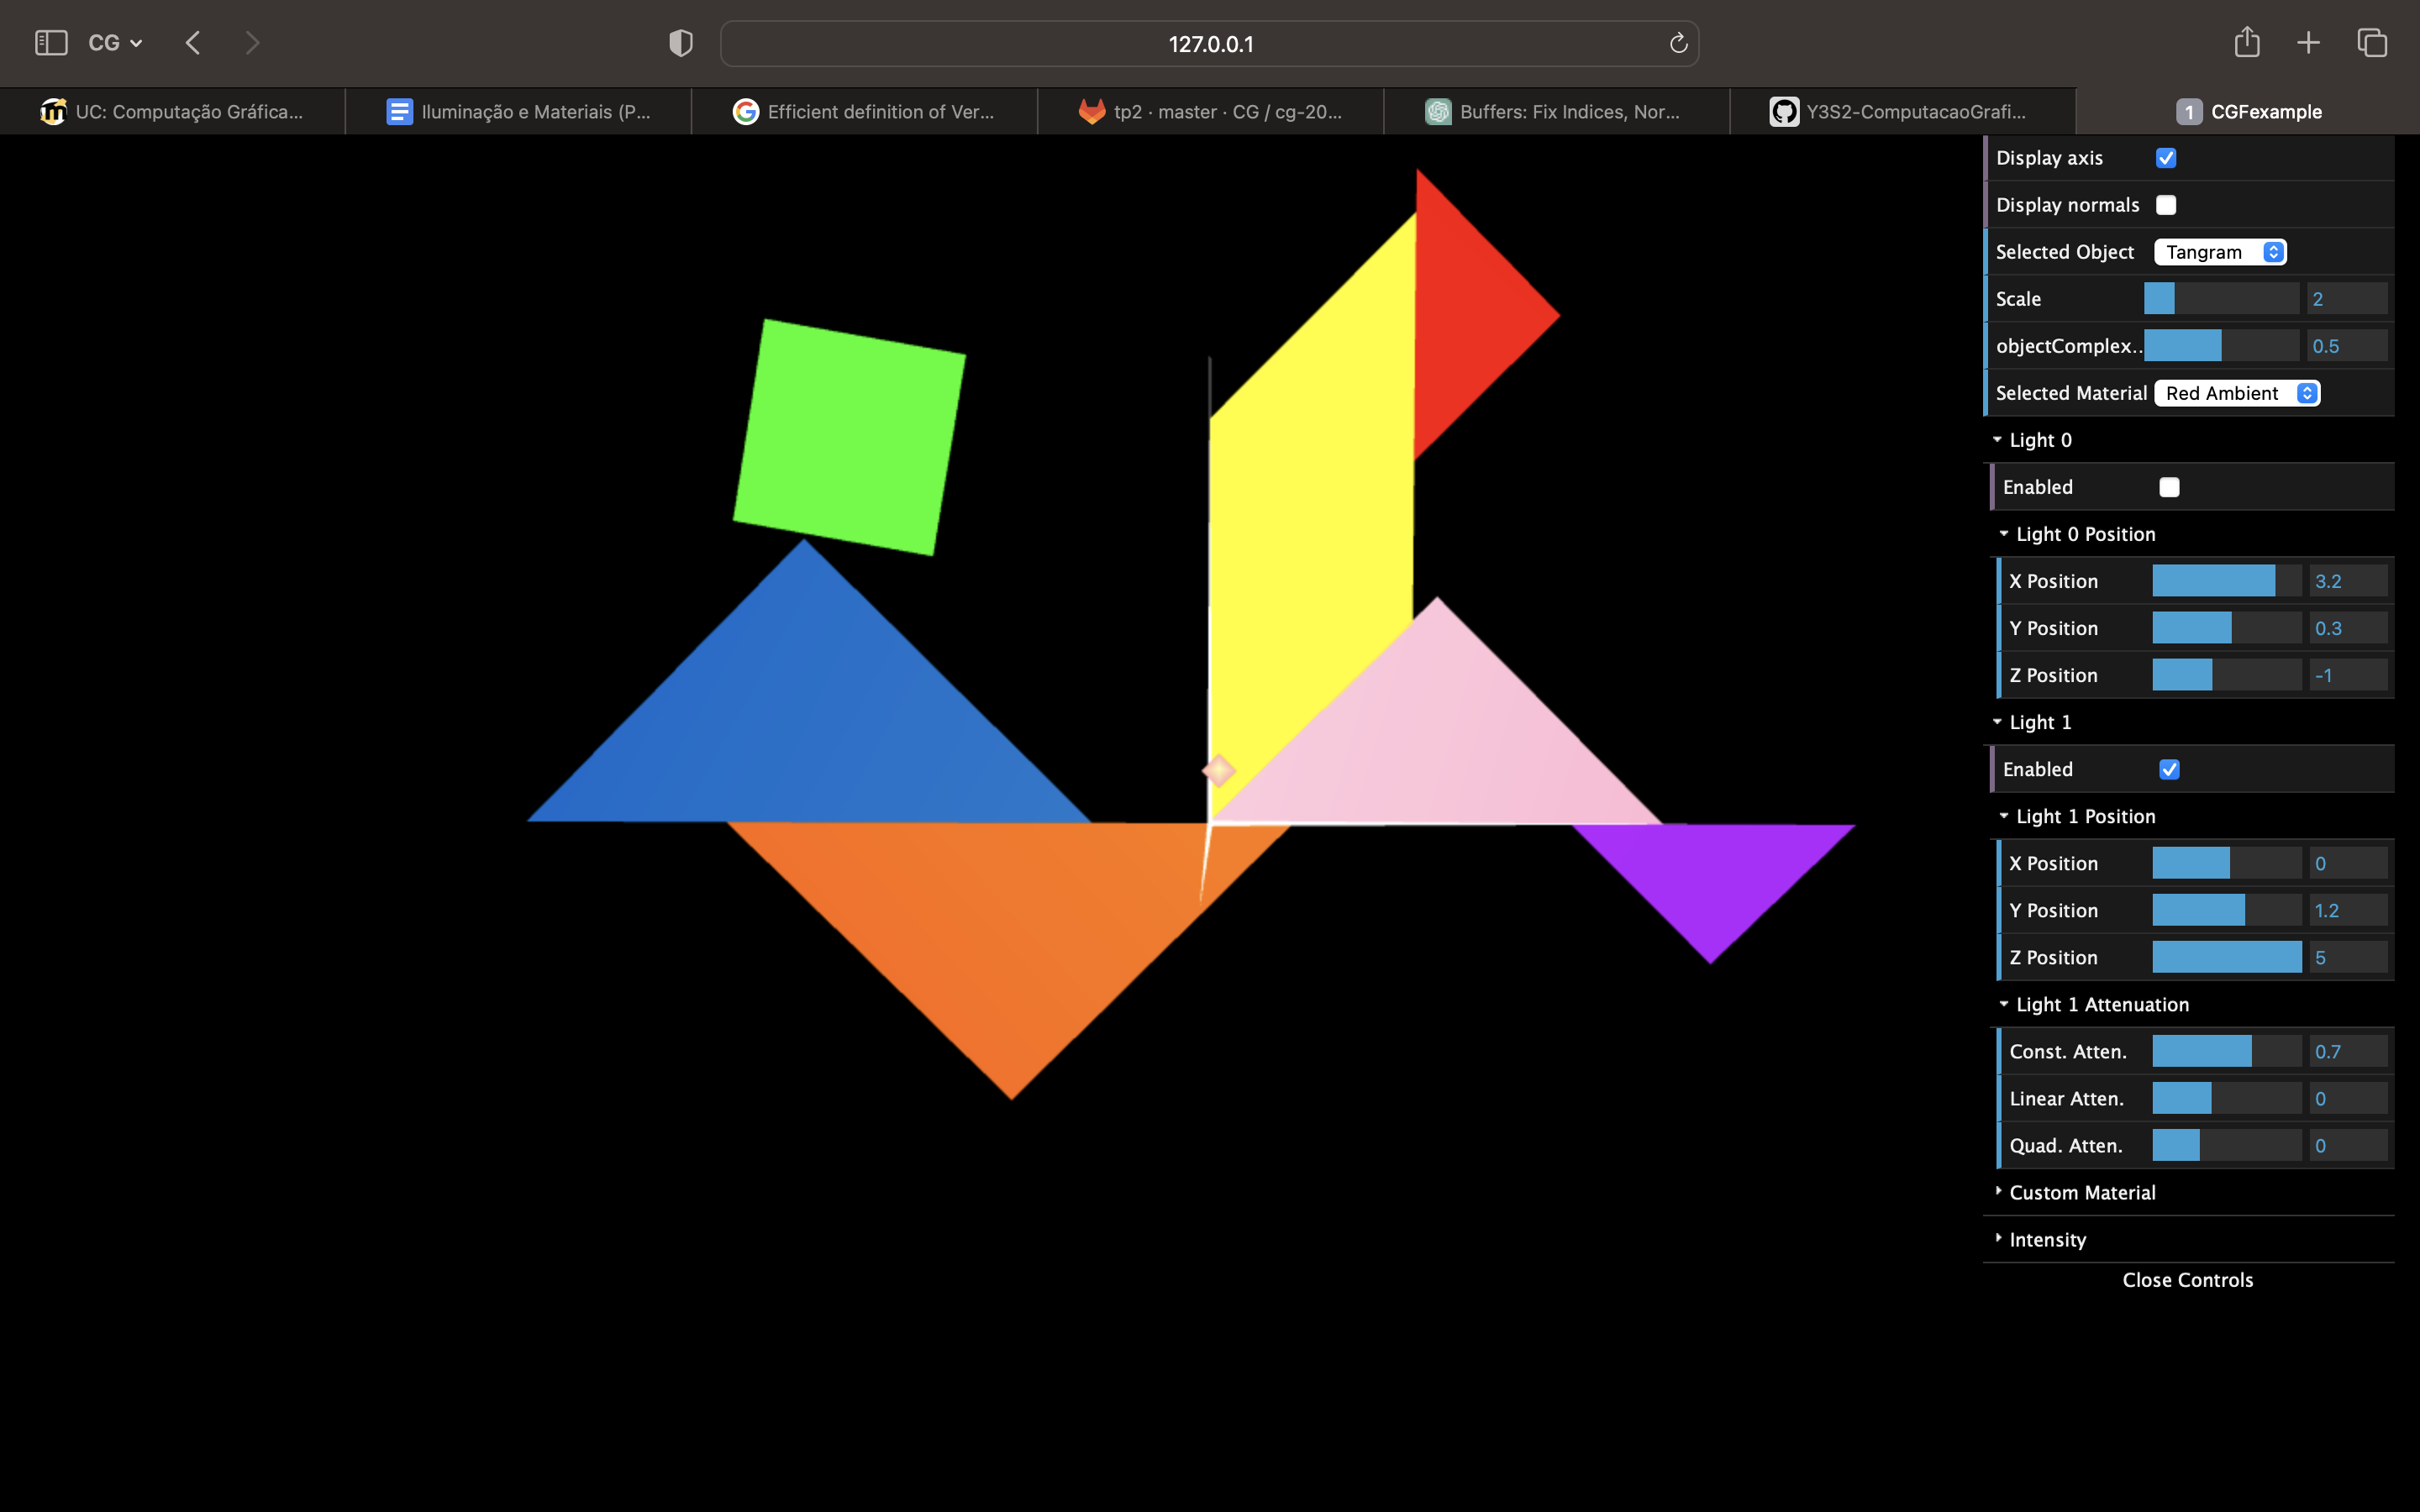 CG
127.0.0.1
UC: Computação Gráfica...
Iluminação e Materiais (P...
Efficient definition of Ver...
tp2 · master · CG / cg-20...
Buffers: Fix Indices, Nor...
Y3S2-ComputacaoGrafi...
1 CGFexample
Display axis
Display normals
Selected Object Tangram
Scale 2
objectComplex.. 0.5
Selected Material Red Ambient
Light 0
Enabled
Light 0 Position
X Position 3.2
Y Position 0.3
Z Position -1
Light 1
Enabled
Light 1 Position
X Position 0
Y Position 1.2
Z Position 5
Light 1 Attenuation
Const. Atten. 0.7
Linear Atten. 0
Quad. Atten. 0
Custom Material
Intensity
Close Controls